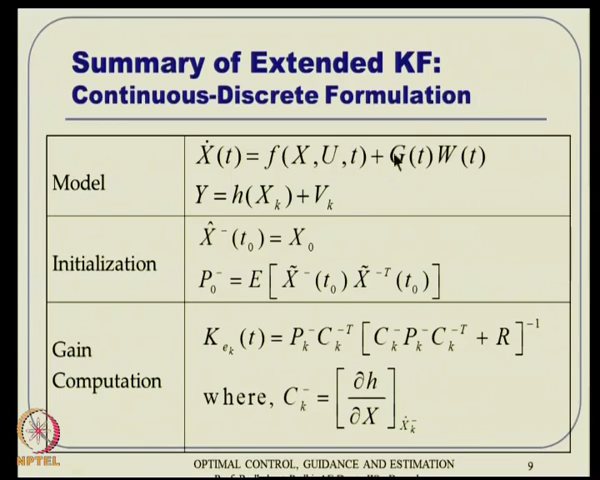 Summary of Extended KF:
Continuous-Discrete Formulation
Model
Ẋ(t) = f(X,U,t) + G(t)W(t)
Y = h(X_k) + V_k
Initialization
X̂⁻(t₀) = X₀
P₀⁻ = E[X̃⁻(t₀) X̃⁻ᵀ(t₀)]
Gain
Computation
K_{e_k}(t) = P_k⁻ C_k⁻ᵀ [C_k⁻ P_k⁻ C_k⁻ᵀ + R]⁻¹
where, C_k⁻ = [∂h/∂X]_{X̂_k⁻}
NPTEL
OPTIMAL CONTROL, GUIDANCE AND ESTIMATION
9